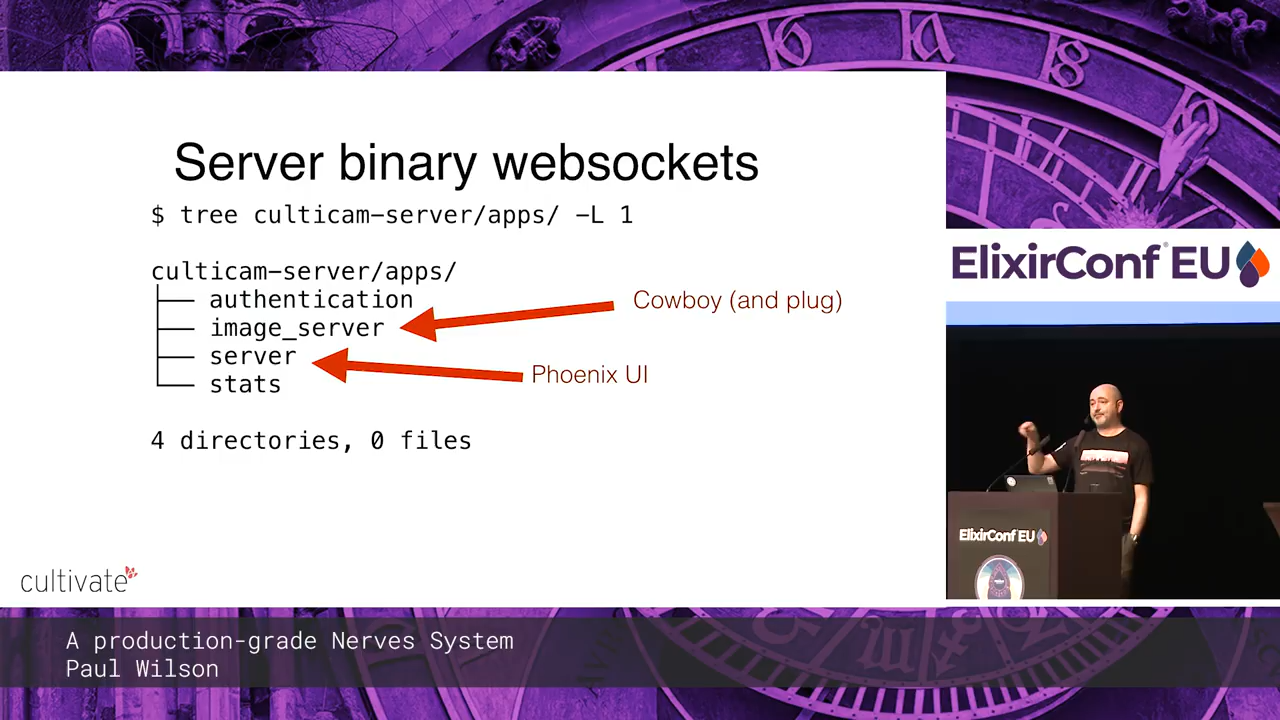 Server binary websockets
$ tree culticam-server/apps/ -L 1
culticam-server/apps/
├── authentication
├── image_server
├── server
└── stats
4 directories, 0 files
Cowboy (and plug)
Phoenix UI
cultivate
ElixirConf® EU
ElixirConf EU
A production-grade Nerves System
Paul Wilson